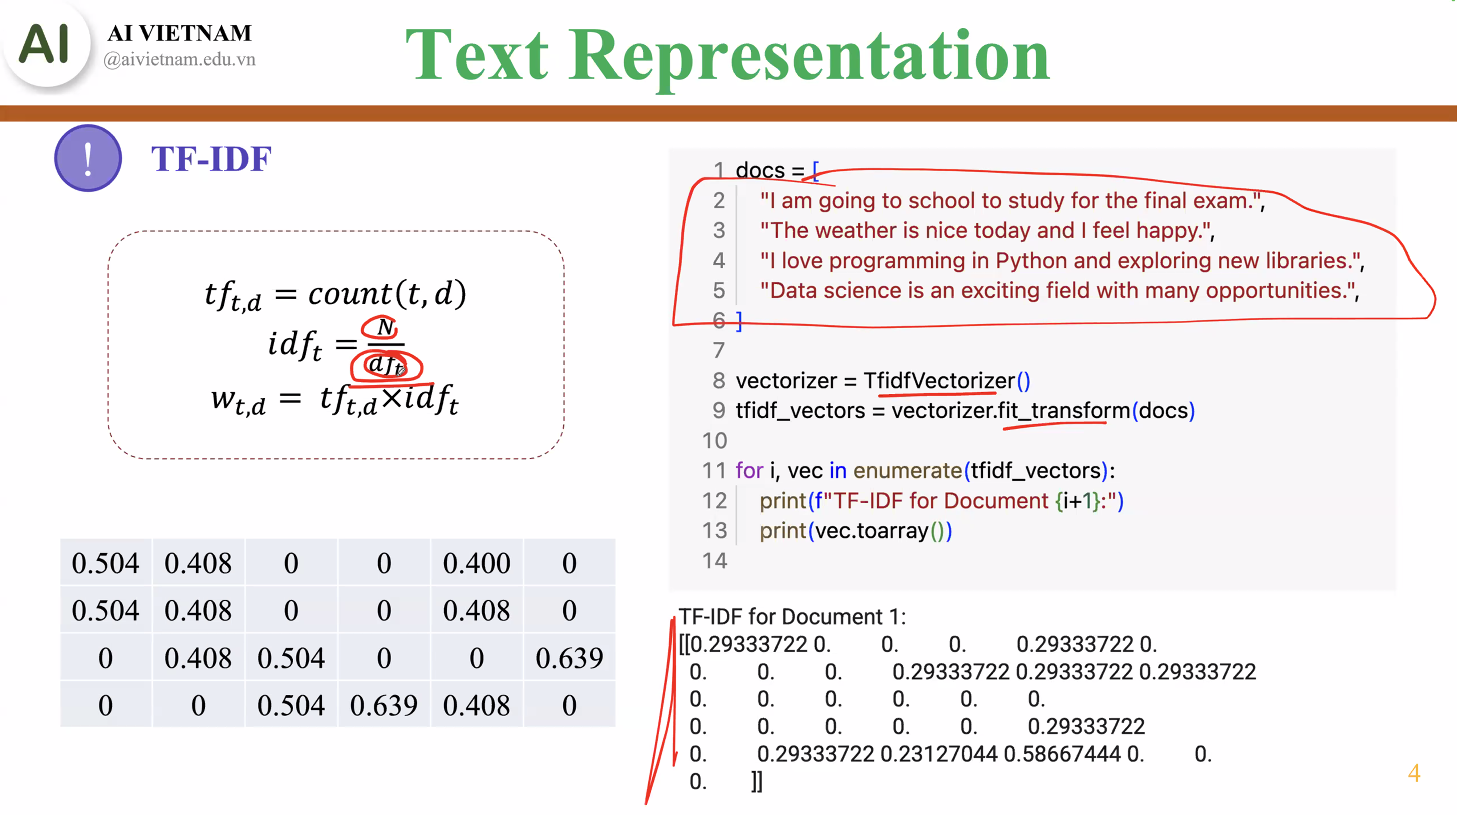 AI
AI VIETNAM
@aivietnam.edu.vn
Text Representation
!
TF-IDF
tf_{t,d} = count(t, d)
idf_t = N / df_t
w_{t,d} = tf_{t,d}×idf_t
0.504 0.408 0 0 0.400 0
0.504 0.408 0 0 0.408 0
0 0.408 0.504 0 0 0.639
0 0 0.504 0.639 0.408 0
1 docs = [
2 "I am going to school to study for the final exam.",
3 "The weather is nice today and I feel happy.",
4 "I love programming in Python and exploring new libraries.",
5 "Data science is an exciting field with many opportunities.",
6 ]
7
8 vectorizer = TfidfVectorizer()
9 tfidf_vectors = vectorizer.fit_transform(docs)
10
11 for i, vec in enumerate(tfidf_vectors):
12 print(f"TF-IDF for Document {i+1}:")
13 print(vec.toarray())
14
TF-IDF for Document 1:
[[0.29333722 0. 0. 0. 0.29333722 0.
0. 0. 0. 0.29333722 0.29333722 0.29333722
0. 0. 0. 0. 0. 0.
0. 0. 0. 0. 0. 0.29333722
0. 0.29333722 0.23127044 0.58667444 0. 0.
0. ]]
4